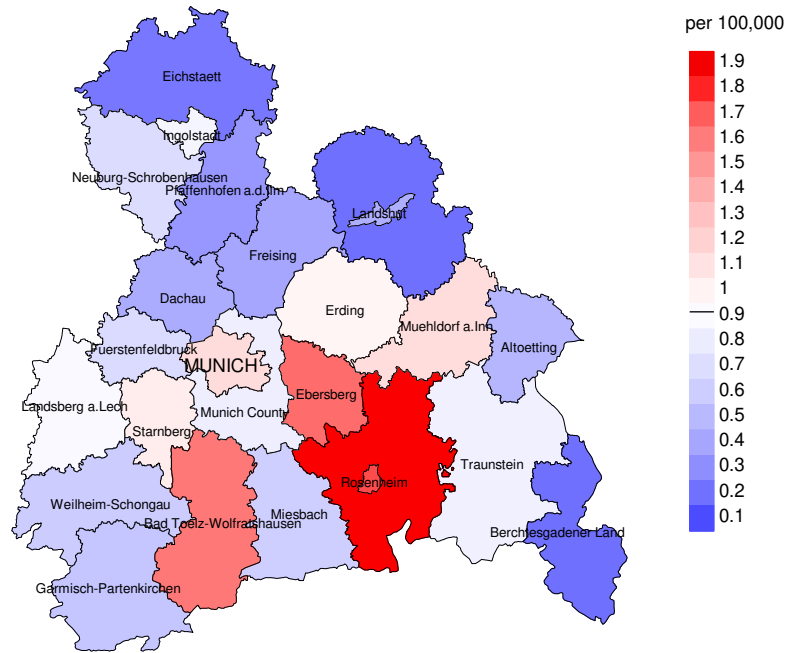 per 100,000
1.9
1.8
1.7
1.6
1.5
1.4
1.3
1.2
1.1
1
0.9
0.8
0.7
0.6
0.5
0.4
0.3
0.2
0.1
Eichstaett
Ingolstadt
Neuburg-Schrobenhausen
Pfaffenhofen a.d.Ilm
Landshut
Freising
Dachau
Erding
Muehldorf a.Inn
Altoetting
Fuerstenfeldbruck
MUNICH
Ebersberg
Landsberg a.Lech
Munich County
Starnberg
Traunstein
Rosenheim
Weilheim-Schongau
Miesbach
Bad Toelz-Wolfratshausen
Berchtesgadener Land
Garmisch-Partenkirchen